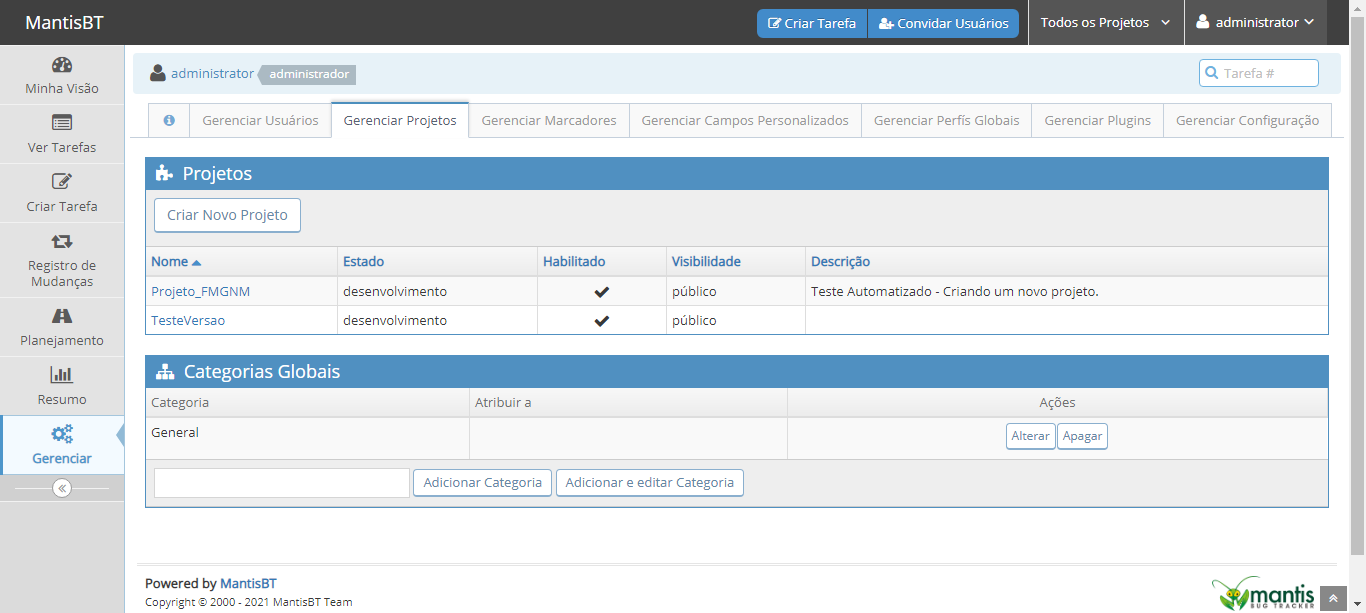 MantisBT
Criar Tarefa
Convidar Usuários
Todos os Projetos
administrator
Minha Visão
Ver Tarefas
Criar Tarefa
Registro de
Mudanças
Planejamento
Resumo
Gerenciar
administrator administrador
Tarefa #
Gerenciar Usuários
Gerenciar Projetos
Gerenciar Marcadores
Gerenciar Campos Personalizados
Gerenciar Perfís Globais
Gerenciar Plugins
Gerenciar Configuração
Projetos
Criar Novo Projeto
Nome Estado Habilitado Visibilidade Descrição
Projeto_FMGNM desenvolvimento público Teste Automatizado - Criando um novo projeto.
TesteVersao desenvolvimento público
Categorias Globais
Categoria Atribuir a Ações
General Alterar Apagar
Adicionar Categoria Adicionar e editar Categoria
Powered by MantisBT
Copyright © 2000 - 2021 MantisBT Team
mantis
BUG TRACKER